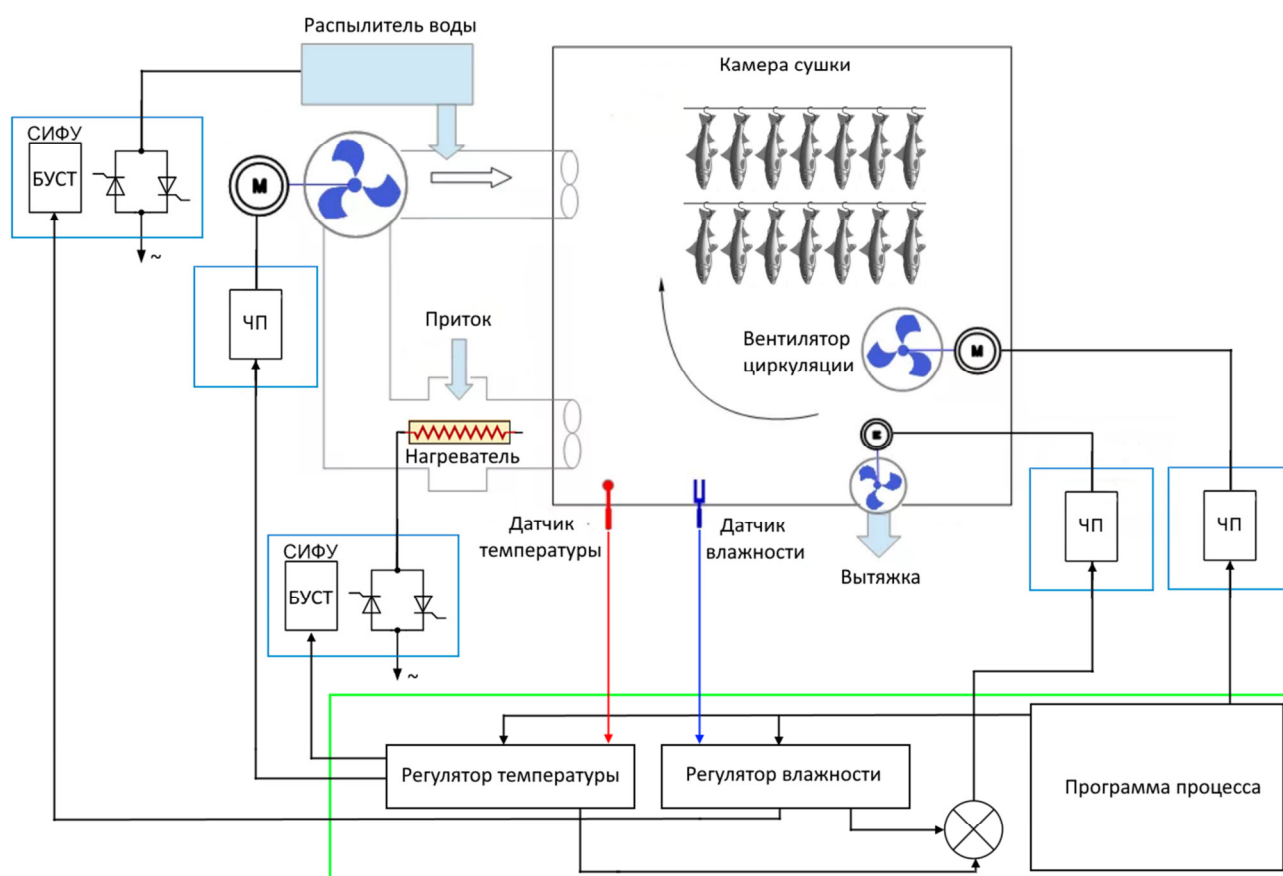 Распылитель воды
Камера сушки
СИФУ
БУСТ
~
М
ЧП
Приток
Нагреватель
Вентилятор
циркуляции
М
Датчик
температуры
Датчик
влажности
Вытяжка
ЧП
ЧП
СИФУ
БУСТ
~
Регулятор температуры
Регулятор влажности
Программа процесса